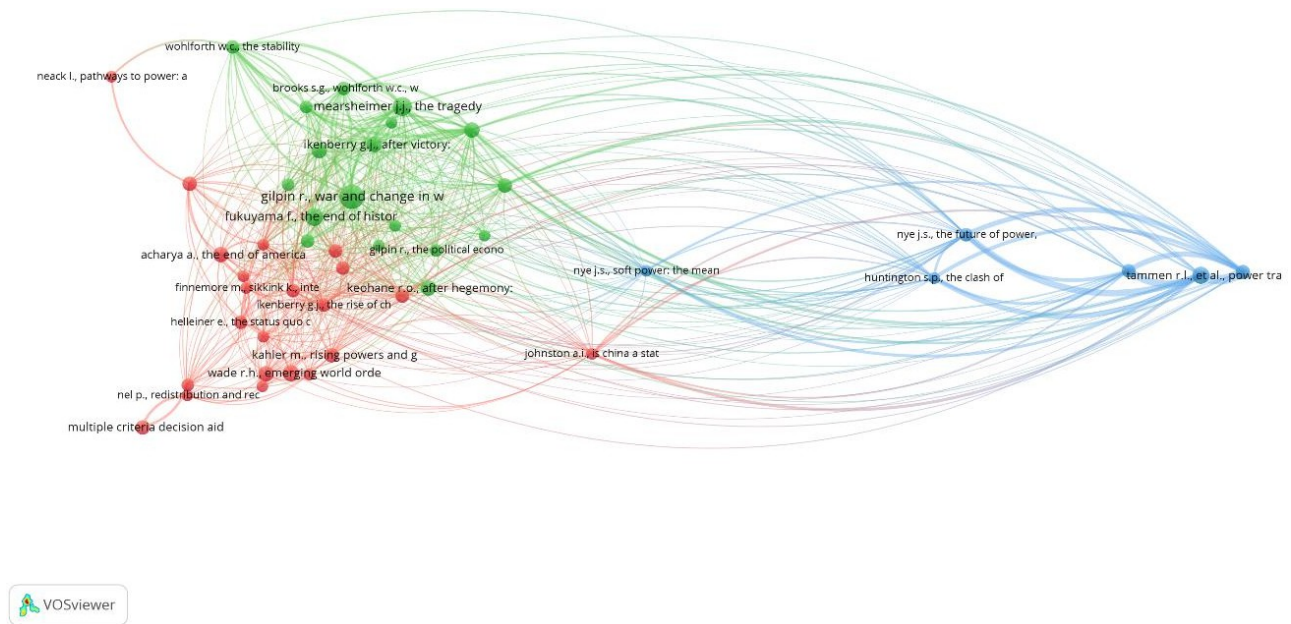 wohlforth w.c., the stability
neack l., pathways to power: a
brooks s.g., wohlforth w.c., w
mearsheimer j.j., the tragedy
ikenberry g.j., after victory:
gilpin r., war and change in w
fukuyama f., the end of histor
nye j.s., the future of power,
gilpin r., the political econo
acharya a., the end of america
nye j.s., soft power: the mean
huntington s.p., the clash of
tammen r.l., et al., power tra
finnemore m., sikkink k., inte
keohane r.o., after hegemony:
ikenberry g.j., the rise of ch
helleiner e., the status quo c
kahler m., rising powers and g
johnston a.i., is china a stat
wade r.h., emerging world orde
nel p., redistribution and rec
multiple criteria decision aid
VOSviewer